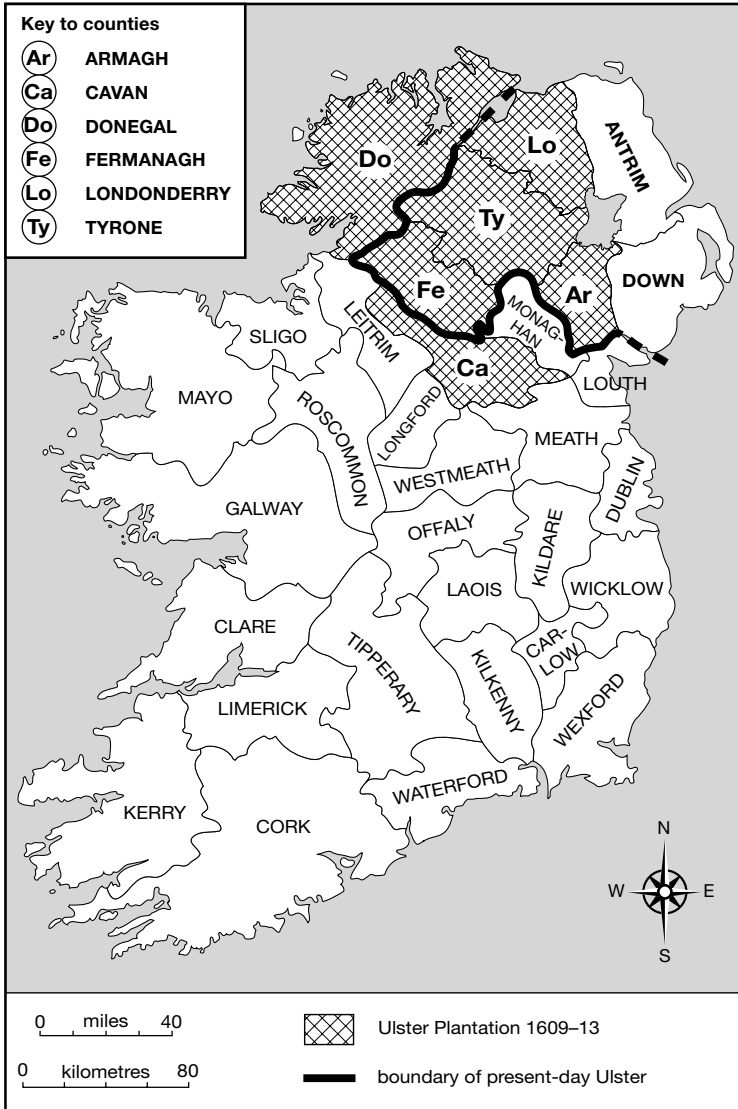 Key to counties
Ar ARMAGH
Ca CAVAN
Do DONEGAL
Fe FERMANAGH
Lo LONDONDERRY
Ty TYRONE
Do
Lo
ANTRIM
Ty
Fe
Ar
DOWN
MONAG-
HAN
LEITRIM
SLIGO
Ca
LOUTH
MAYO
ROSCOMMON
LONGFORD
MEATH
WESTMEATH
DUBLIN
GALWAY
OFFALY
KILDARE
LAOIS
WICKLOW
CLARE
TIPPERARY
CAR-
LOW
KILKENNY
LIMERICK
WEXFORD
WATERFORD
KERRY
CORK
N
W E
S
0 miles 40
0 kilometres 80
Ulster Plantation 1609–13
boundary of present-day Ulster